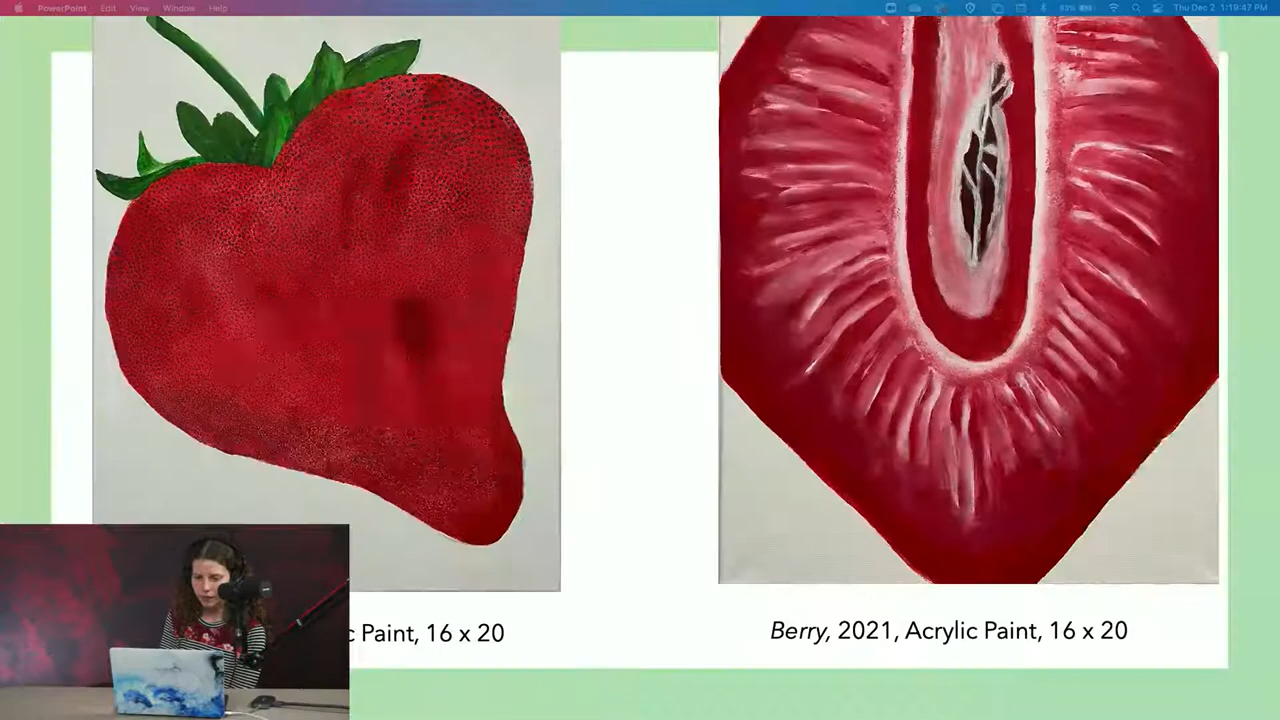 PowerPoint Edit View Window Help
93% Thu Dec 2 1:19:47 PM
c Paint, 16 x 20
Berry, 2021, Acrylic Paint, 16 x 20